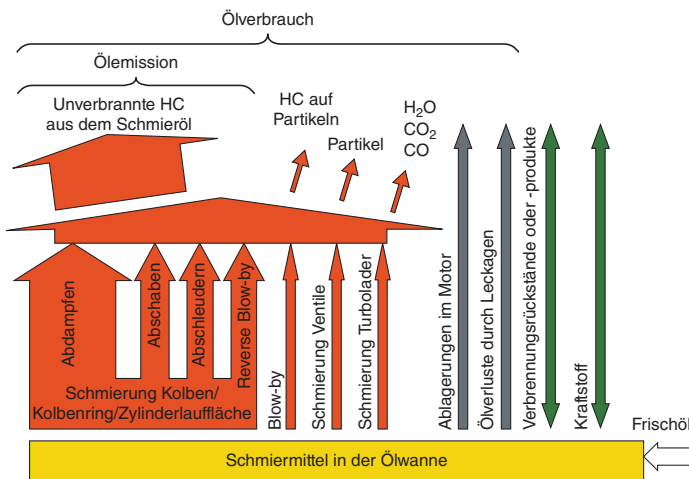 Ölverbrauch
Ölemission
Unverbrannte HC
aus dem Schmieröl
HC auf
Partikeln
Partikel
H₂O
CO₂
CO
Abdampfen
Abschaben
Abschleudern
Reverse Blow-by
Schmierung Kolben/
Kolbenring/Zylinderlauffläche
Blow-by
Schmierung Ventile
Schmierung Turbolader
Ablagerungen im Motor
Ölverluste durch Leckagen
Verbrennungsrückstände oder -produkte
Kraftstoff
Frischöl
Schmiermittel in der Ölwanne